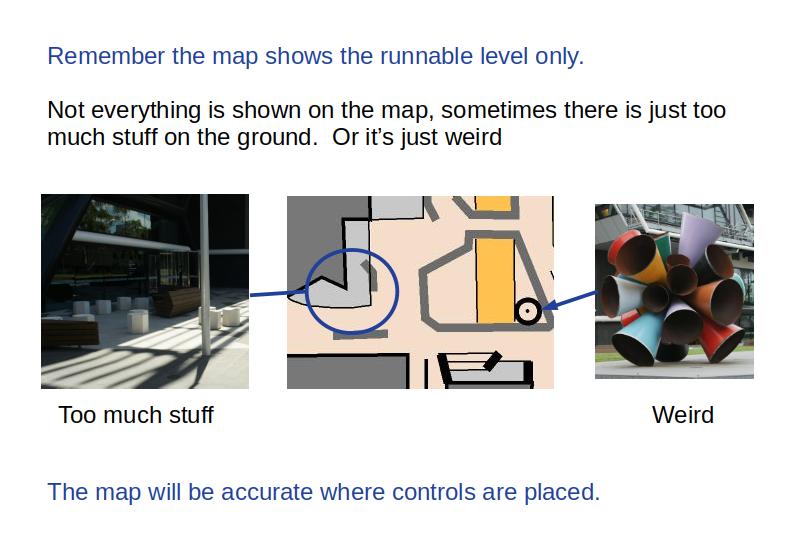 Remember the map shows the runnable level only.
Not everything is shown on the map, sometimes there is just too
much stuff on the ground.  Or it’s just weird
Too much stuff
Weird
The map will be accurate where controls are placed.